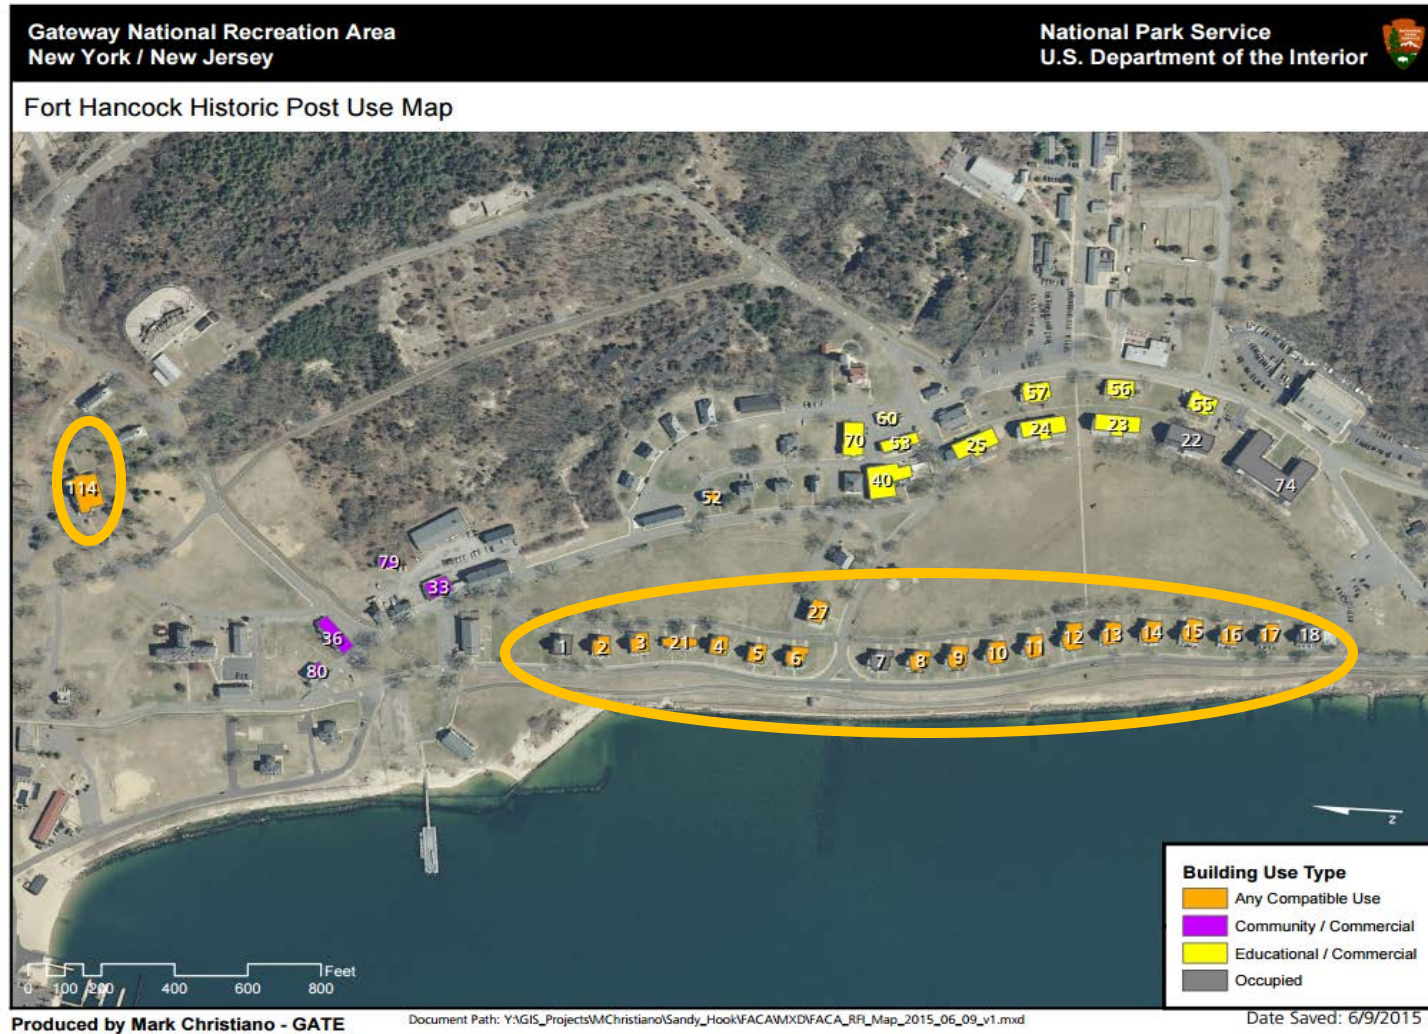 Gateway National Recreation Area
New York / New Jersey
National Park Service
U.S. Department of the Interior
Fort Hancock Historic Post Use Map
57
56
55
60
70
53
25
24
23
22
40
74
114
52
79
33
27
36
80
1
2
3
21
4
5
6
7
8
9
10
11
12
13
14
15
16
17
18
z
Building Use Type
Any Compatible Use
Community / Commercial
Educational / Commercial
Occupied
Feet
0 100 200 400 600 800
Produced by Mark Christiano - GATE
Document Path: Y:\GIS_Projects\MChristiano\Sandy_Hook\FACA\MXD\FACA_RFI_Map_2015_06_09_v1.mxd
Date Saved: 6/9/2015